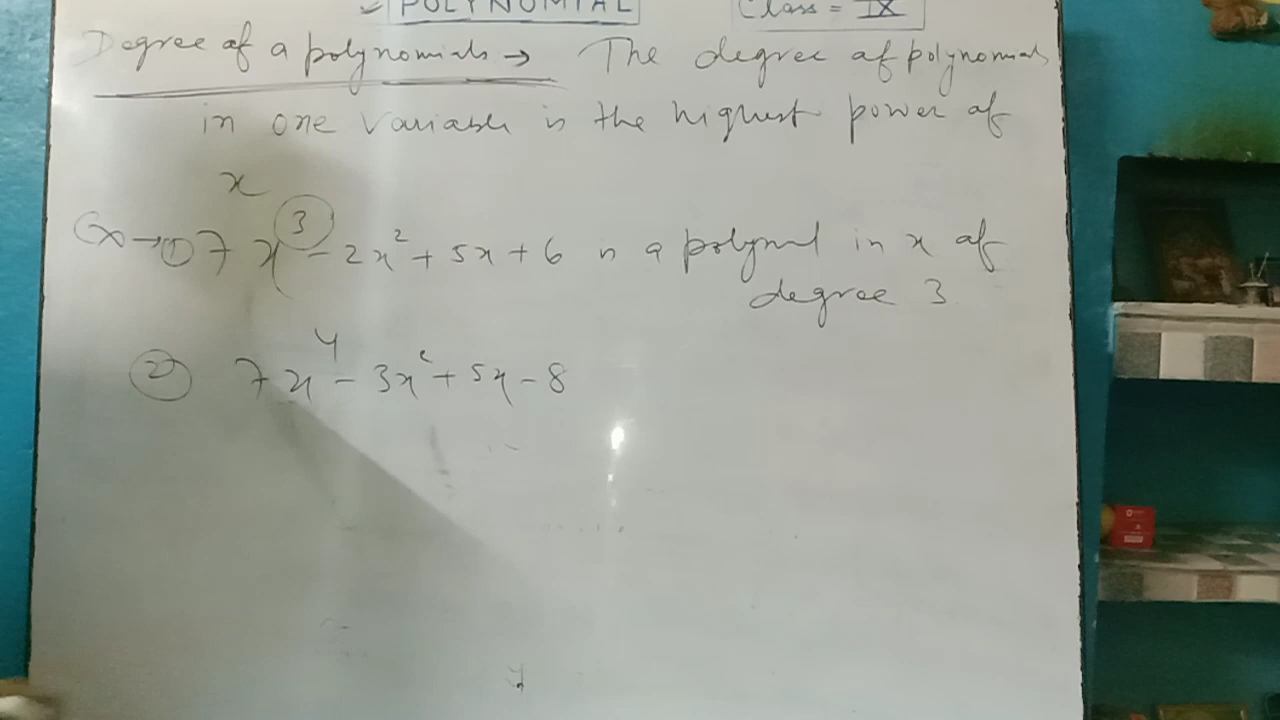 POLYNOMIAL Class = IX
Degree of a polynomials → The degree of polynomials
in one variable is the highest power of
x
Ex → ① 7x³ - 2x² + 5x + 6 is a polynml in x of
degree 3
② 7x⁴ - 3x² + 5x - 8